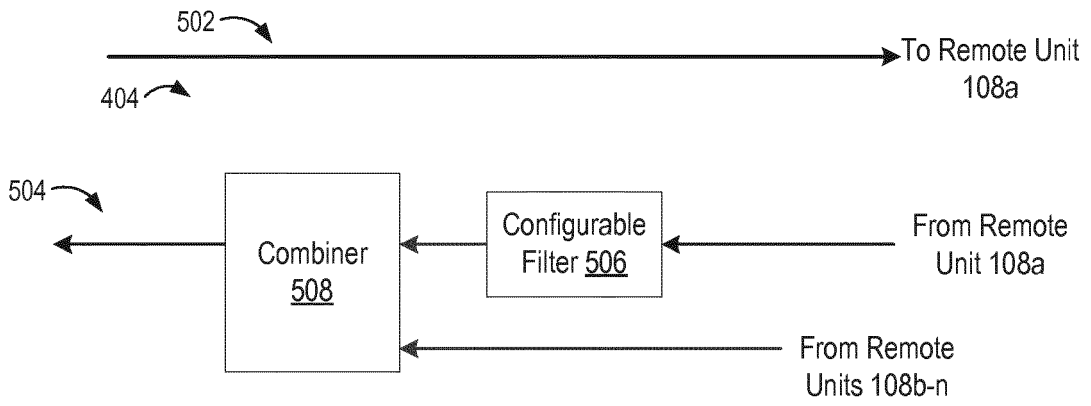 502
To Remote Unit
108a
404
504
Combiner
508
Configurable
Filter 506
From Remote
Unit 108a
From Remote
Units 108b-n